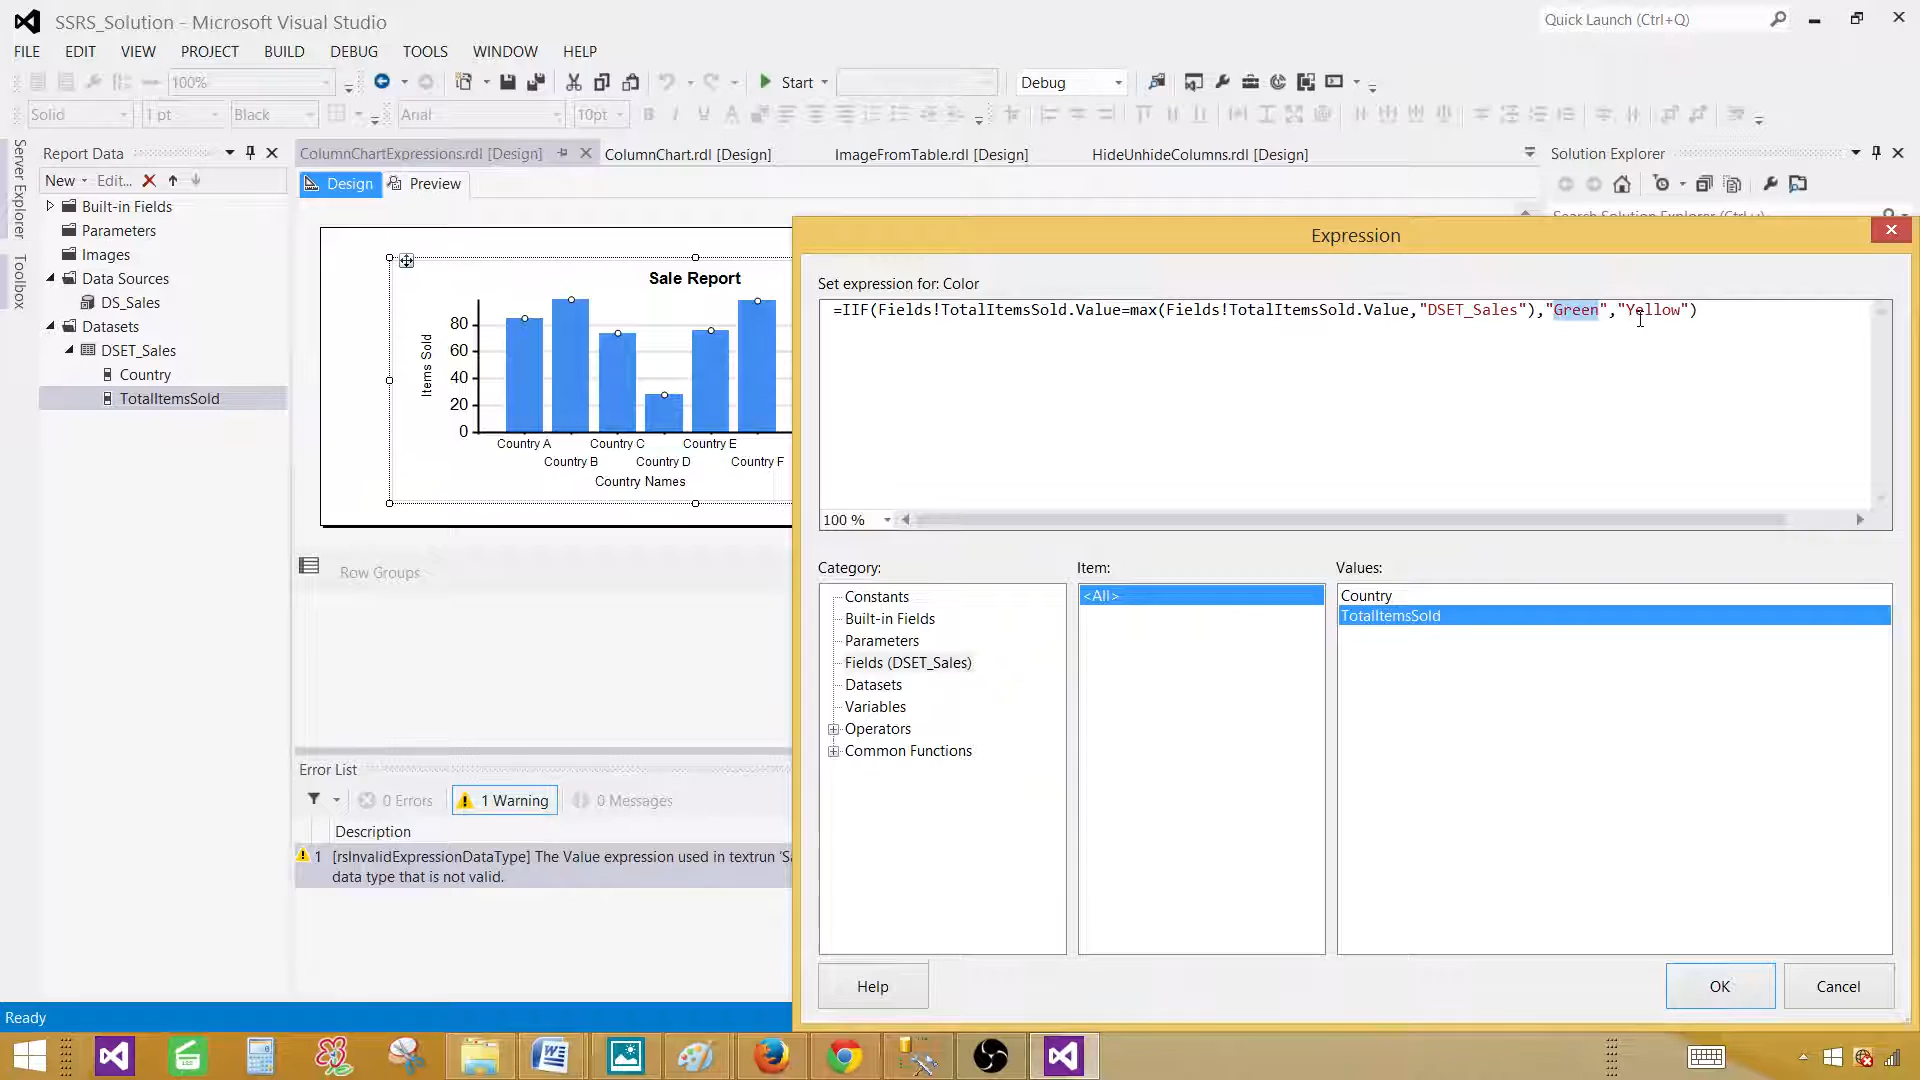 SSRS_Solution - Microsoft Visual Studio
Quick Launch (Ctrl+Q)
FILE EDIT VIEW PROJECT BUILD DEBUG TOOLS WINDOW HELP
100% Start Debug
Solid 1 pt Black Arial 10pt B I U A
Server Explorer
Toolbox
Report Data
New Edit...
Built-in Fields
Parameters
Images
Data Sources
DS_Sales
Datasets
DSET_Sales
Country
TotalItemsSold
ColumnChartExpressions.rdl [Design] ColumnChart.rdl [Design] ImageFromTable.rdl [Design] HideUnhideColumns.rdl [Design]
Design Preview
Sale Report
Items Sold
80
60
40
20
0
Country A Country C Country E
Country B Country D Country F
Country Names
Row Groups
Error List
0 Errors 1 Warning 0 Messages
Description
1 [rsInvalidExpressionDataType] The Value expression used in textrun 'Sa
data type that is not valid.
Ready
Solution Explorer
Search Solution Explorer (Ctrl+;)
Expression
Set expression for: Color
=IIF(Fields!TotalItemsSold.Value=max(Fields!TotalItemsSold.Value,"DSET_Sales"),"Green","Yellow")
100 %
Category:
Constants
Built-in Fields
Parameters
Fields (DSET_Sales)
Datasets
Variables
Operators
Common Functions
Item:
<All>
Values:
Country
TotalItemsSold
Help OK Cancel